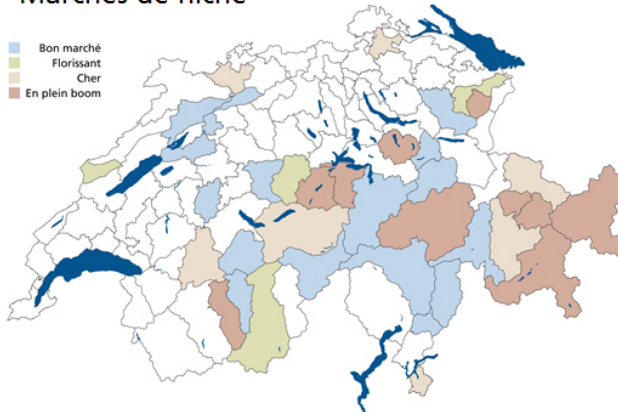 Marchés de niche
Bon marché
Florissant
Cher
En plein boom